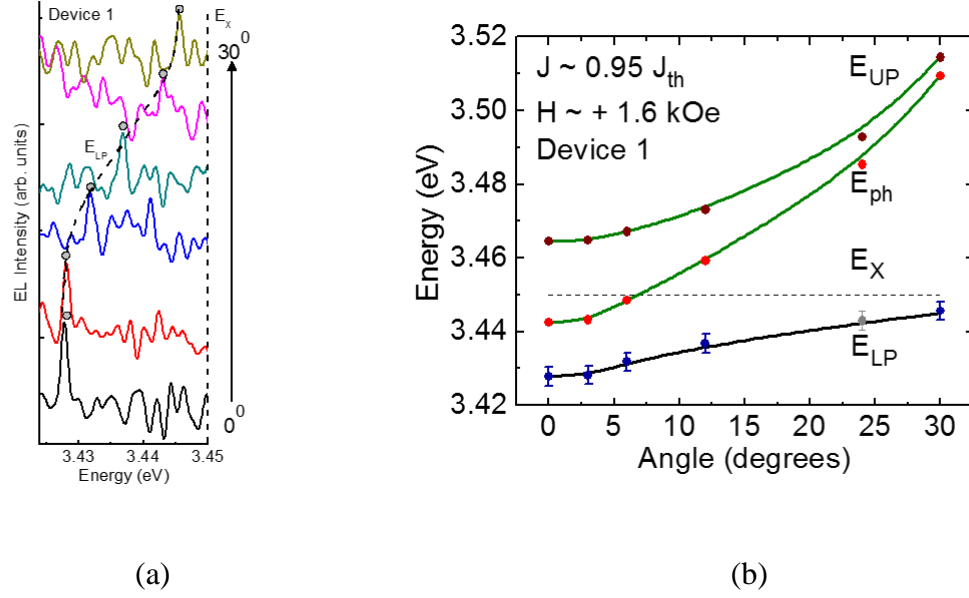 Device 1
E_X
30^0
E_LP
0^0
EL Intensity (arb. units)
3.43 3.44 3.45
Energy (eV)
(a)
3.52
3.50
3.48
3.46
3.44
3.42
Energy (eV)
J ~ 0.95 J_th
H ~ + 1.6 kOe
Device 1
E_UP
E_ph
E_X
E_LP
0 5 10 15 20 25 30
Angle (degrees)
(b)